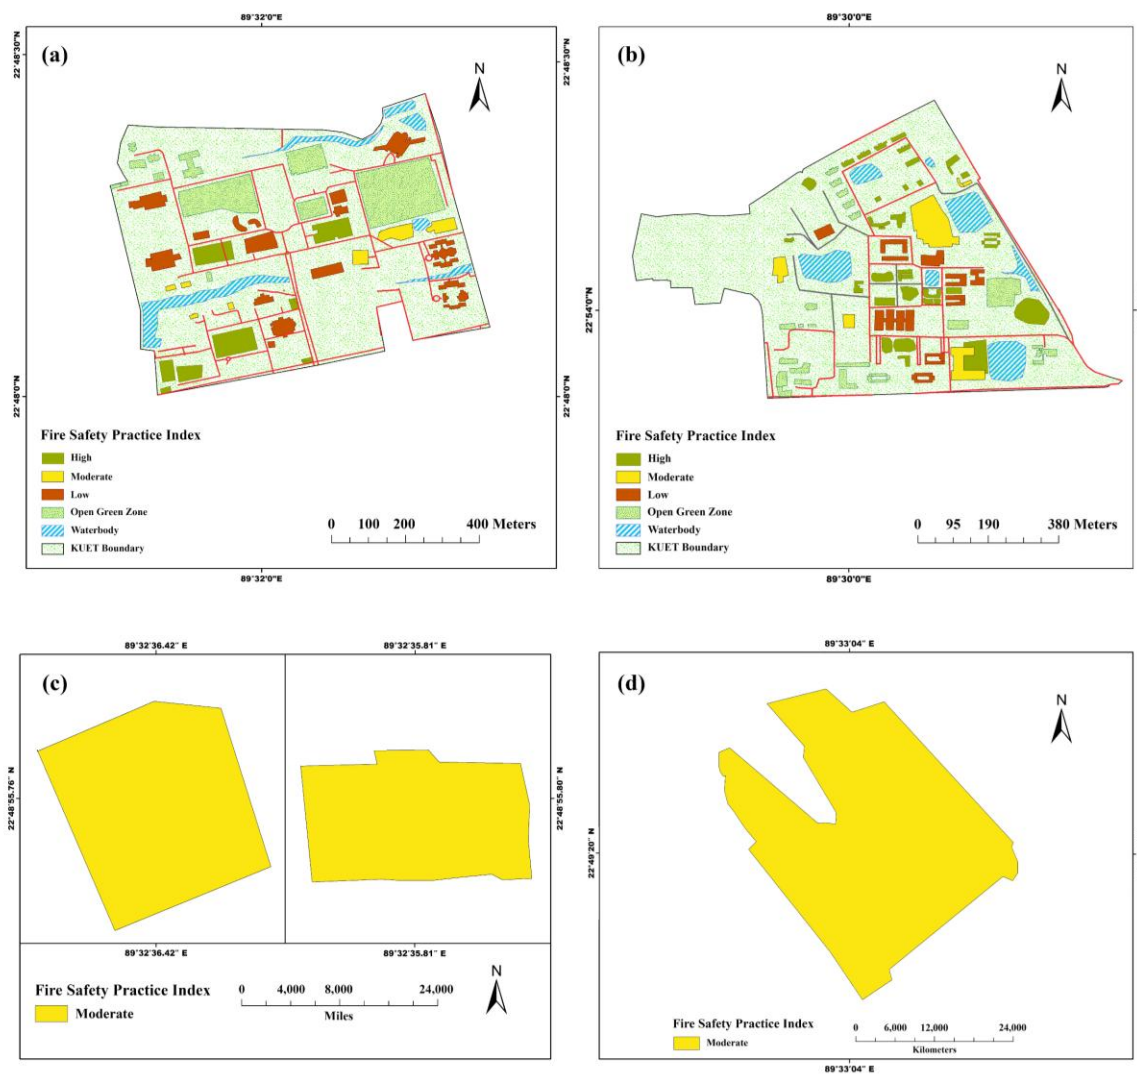 89°32'0"E
(a)
22°48'30"N
22°48'30"N
N
22°48'0"N
22°48'0"N
Fire Safety Practice Index
High
Moderate
Low
Open Green Zone
Waterbody
KUET Boundary
0 100 200 400 Meters
89°32'0"E
89°30'0"E
(b)
N
22°54'0"N
22°54'0"N
Fire Safety Practice Index
High
Moderate
Low
Open Green Zone
Waterbody
KUET Boundary
0 95 190 380 Meters
89°30'0"E
89°32'36.42" E
89°32'35.81" E
(c)
22°48'55.76" N
22°48'55.80" N
89°32'36.42" E
89°32'35.81" E
Fire Safety Practice Index
Moderate
0 4,000 8,000 24,000
Miles
N
89°33'04" E
(d)
N
22°49'20" N
22°49'20" N
Fire Safety Practice Index
Moderate
0 6,000 12,000 24,000
Kilometers
89°33'04" E